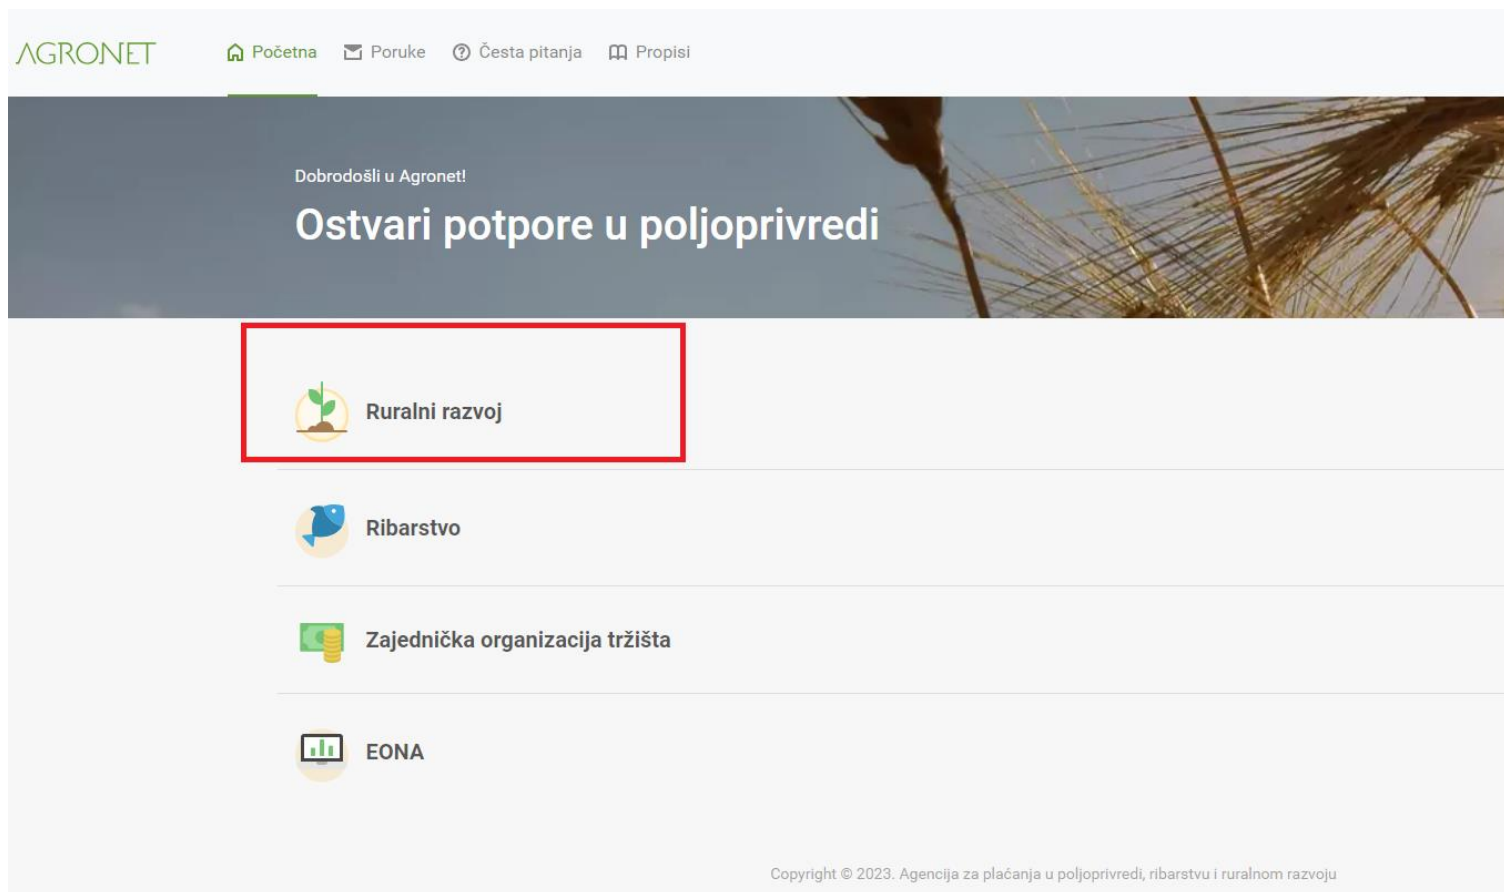 AGRONET
Početna Poruke Česta pitanja Propisi
Dobrodošli u Agronet!
Ostvari potpore u poljoprivredi
Ruralni razvoj
Ribarstvo
Zajednička organizacija tržišta
EONA
Copyright © 2023. Agencija za plaćanja u poljoprivredi, ribarstvu i ruralnom razvoju